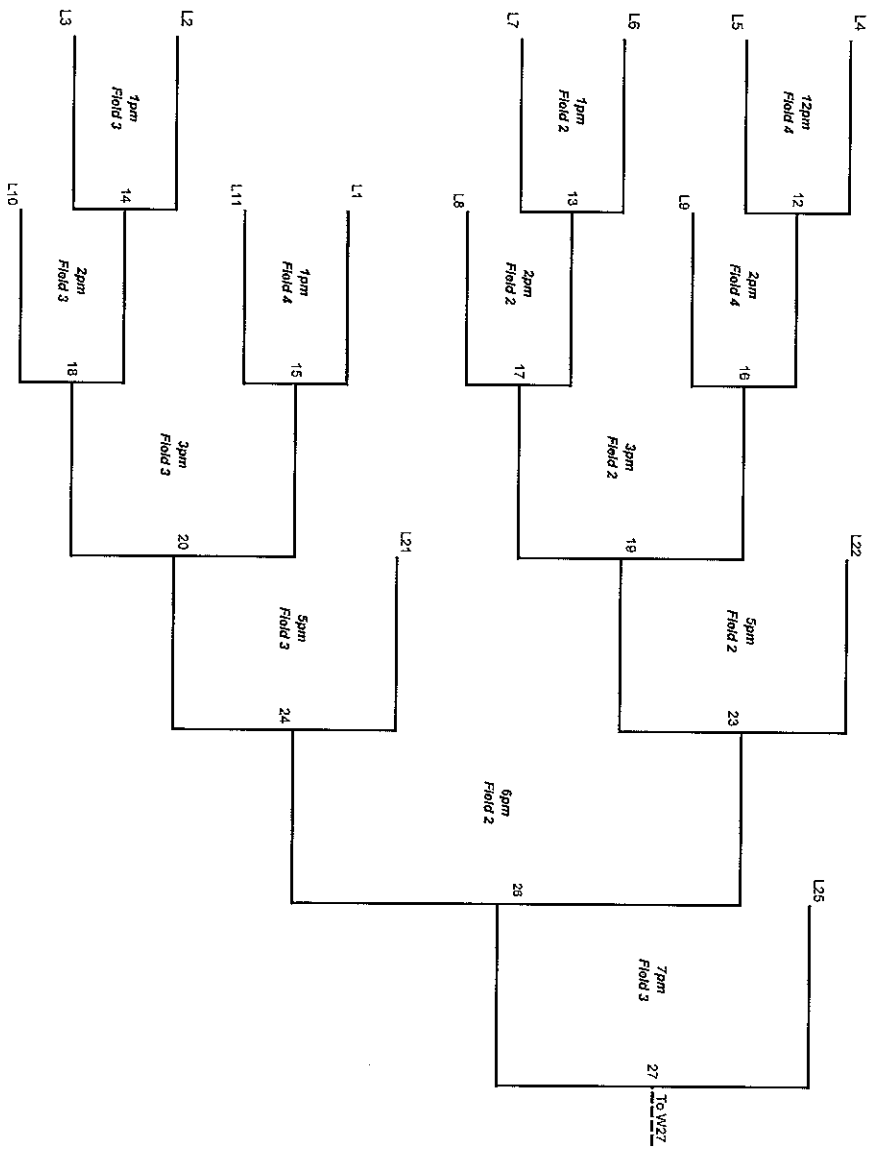 L4
12pm
Field 4
12
L5
L9
2pm
Field 4
16
L6
1pm
Field 2
13
L7
L8
2pm
Field 2
17
3pm
Field 2
19
L22
5pm
Field 2
23
L1
1pm
Field 4
15
L11
L2
1pm
Field 3
14
L3
L10
2pm
Field 3
18
3pm
Field 3
20
L21
5pm
Field 3
24
6pm
Field 2
26
L25
7pm
Field 3
27
To W27